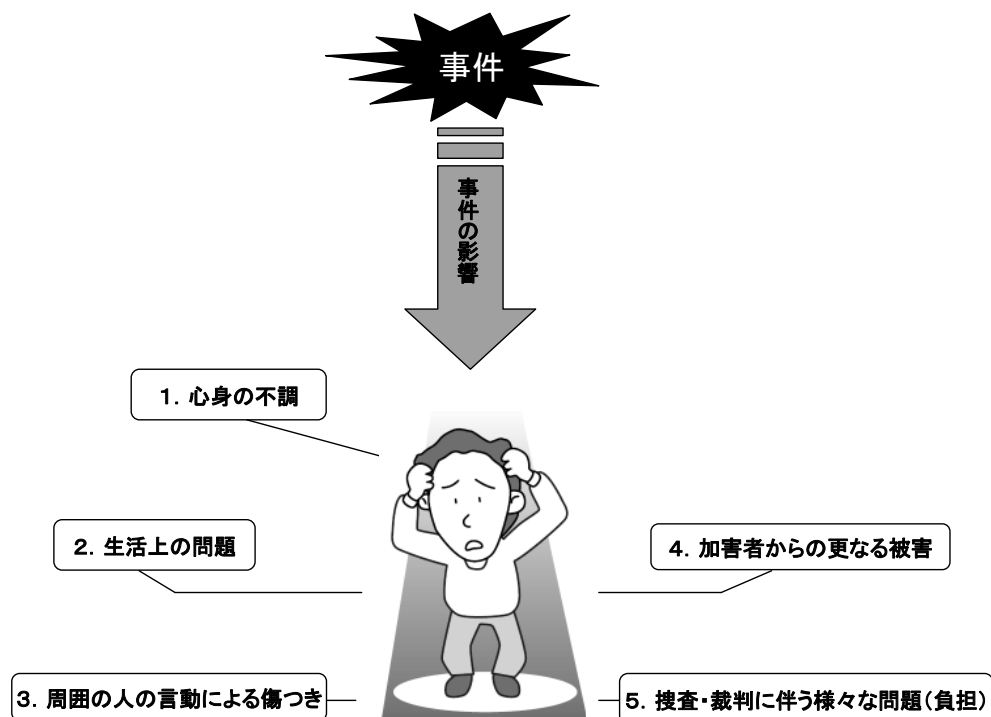 事件
事件の影響
1．心身の不調
2．生活上の問題
3．周囲の人の言動による傷つき
4．加害者からの更なる被害
5．捜査・裁判に伴う様々な問題（負担）